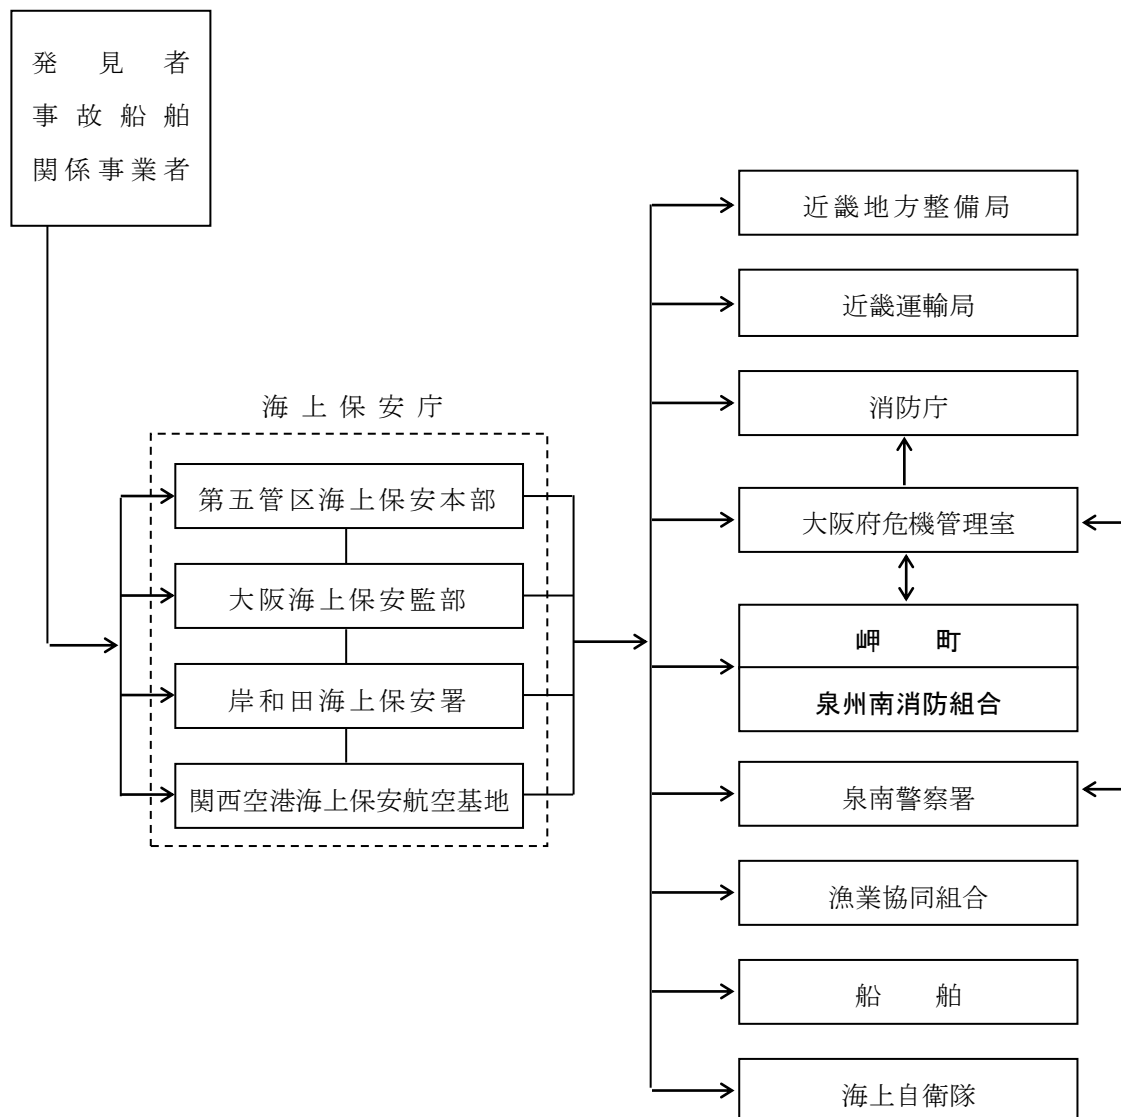 発見者
事故船舶
関係事業者
海上保安庁
第五管区海上保安本部
大阪海上保安監部
岸和田海上保安署
関西空港海上保安航空基地
近畿地方整備局
近畿運輸局
消防庁
大阪府危機管理室
岬町
泉州南消防組合
泉南警察署
漁業協同組合
船舶
海上自衛隊